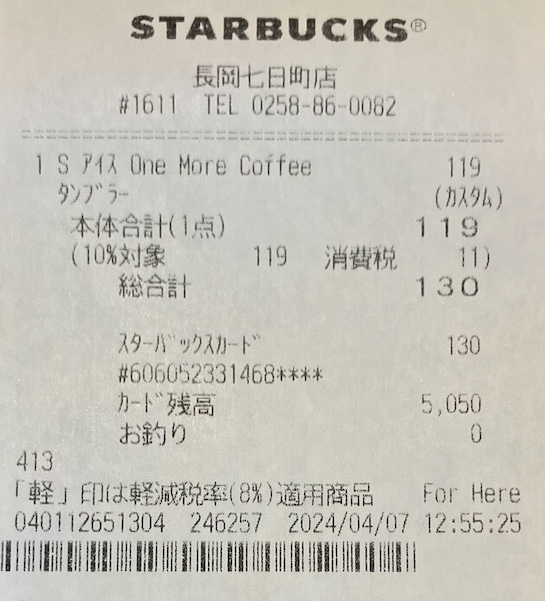 STARBUCKS®
長岡七日町店
#1611 TEL 0258-86-0082
1 S ｱｲｽ One More Coffee 119
ﾀﾝﾌﾞﾗｰ (ｶｽﾀﾑ)
本体合計(1点) 119
(10%対象 119 消費税 11)
総合計 130
ｽﾀｰﾊﾞｯｸｽｶｰﾄﾞ 130
#606052331468****
ｶｰﾄﾞ残高 5,050
お釣り 0
413
「軽」印は軽減税率(8%)適用商品 For Here
040112651304 246257 2024/04/07 12:55:25